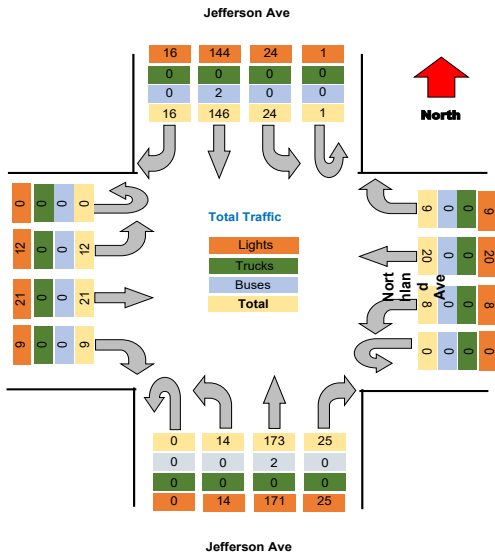 Jefferson Ave
16 144 24 1
0 0 0 0
0 2 0 0
16 146 24 1
North
0 0 0 0
12 0 0 12
21 0 0 21
9 0 0 9
Total Traffic
Lights
Trucks
Buses
Total
9 0 0 9
20 0 0 20
8 0 0 8
0 0 0 0
Nort
hlan
d
Ave
0 14 173 25
0 0 2 0
0 0 0 0
0 14 171 25
Jefferson Ave